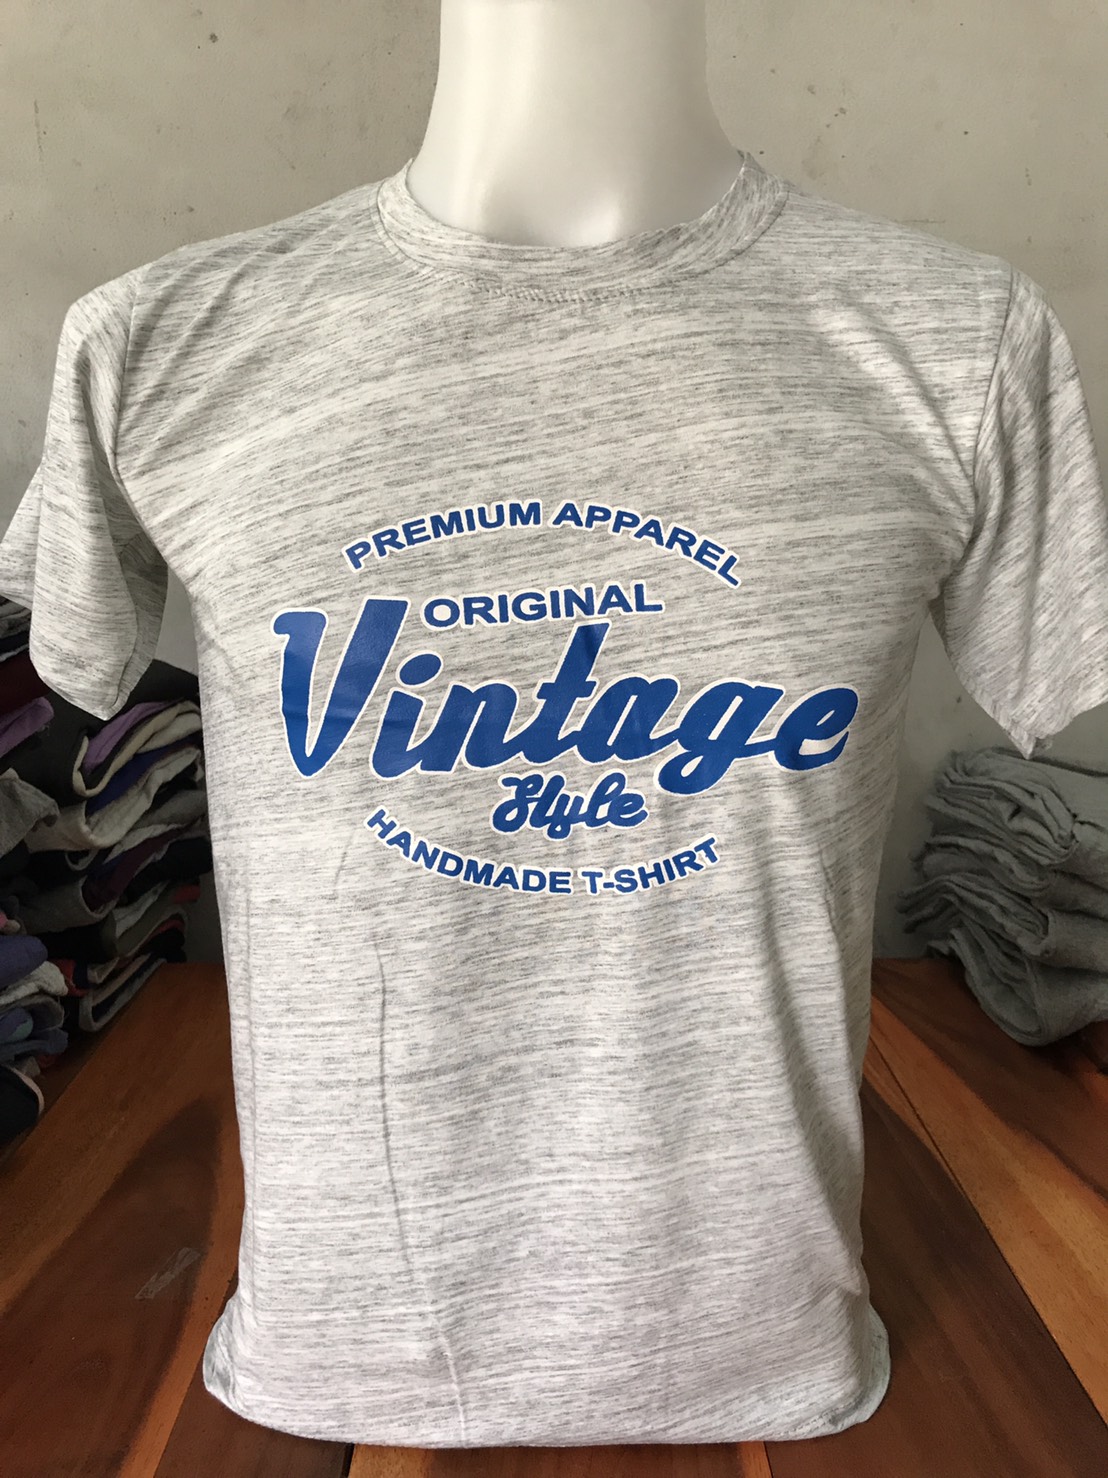 PREMIUM APPAREL
ORIGINAL
Vintage
Style
HANDMADE T-SHIRT